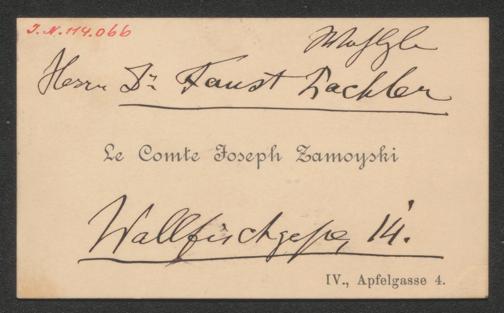 I.N. 114.066
Wohlgb
Herrn Dr. Faust Pachler
Le Comte Joseph Zamoyski
Wallfischgasse, 14.
IV., Apfelgasse 4.